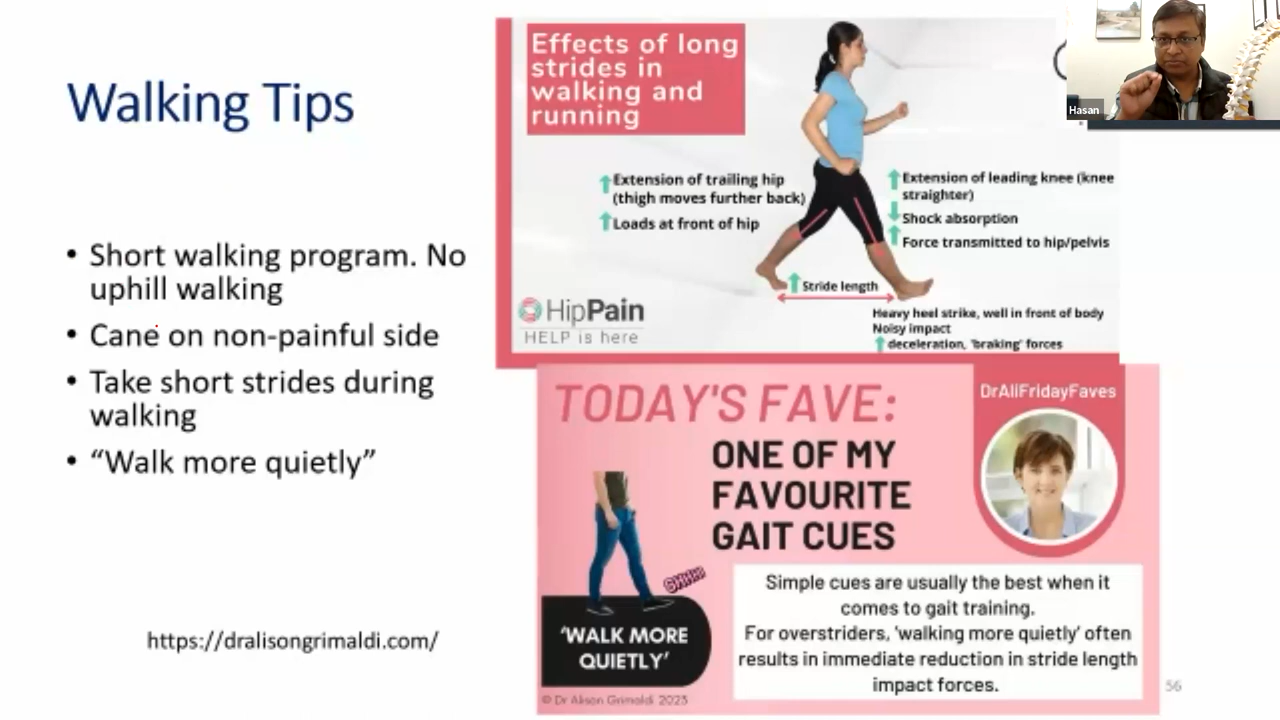 Walking Tips
• Short walking program. No
uphill walking
• Cane on non-painful side
• Take short strides during
walking
• “Walk more quietly”
https://dralisongrimaldi.com/
Effects of long
strides in
walking and
running
Extension of trailing hip
(thigh moves further back)
Loads at front of hip
Extension of leading knee (knee
straighter)
Shock absorption
Force transmitted to hip/pelvis
Stride length
Heavy heel strike, well in front of body
Noisy impact
deceleration, 'braking' forces
HipPain
HELP is here
Hasan
TODAY'S FAVE:
ONE OF MY
FAVOURITE
GAIT CUES
DrAliFridayFaves
SHHH!
‘WALK MORE
QUIETLY’
Simple cues are usually the best when it
comes to gait training.
For overstriders, 'walking more quietly' often
results in immediate reduction in stride length
impact forces.
© Dr Alison Grimaldi 2023
56